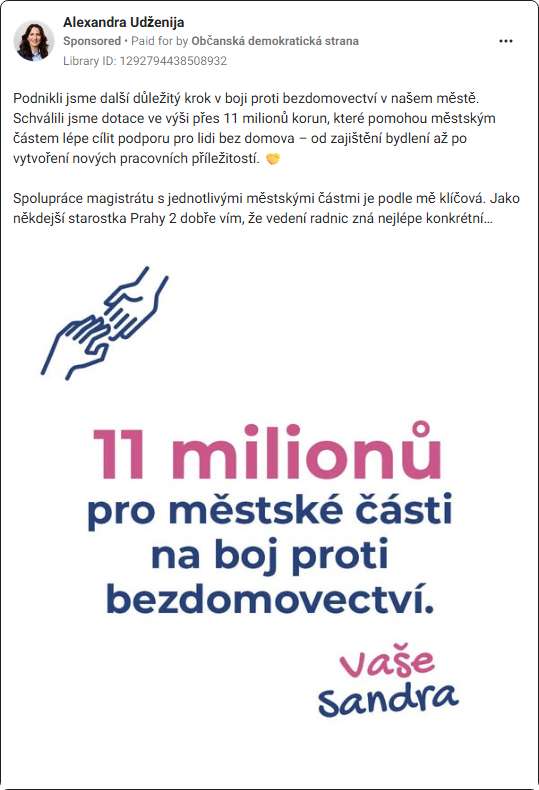 Alexandra Udženija
Sponsored • Paid for by Občanská demokratická strana
Library ID: 1292794438508932
Podnikli jsme další důležitý krok v boji proti bezdomovectví v našem městě.
Schválili jsme dotace ve výši přes 11 milionů korun, které pomohou městským
částem lépe cílit podporu pro lidi bez domova – od zajištění bydlení až po
vytvoření nových pracovních příležitostí. 🤝
Spolupráce magistrátu s jednotlivými městskými částmi je podle mě klíčová. Jako
někdejší starostka Prahy 2 dobře vím, že vedení radnic zná nejlépe konkrétní...
11 milionů
pro městské části
na boj proti
bezdomovectví.
vaše
sandra